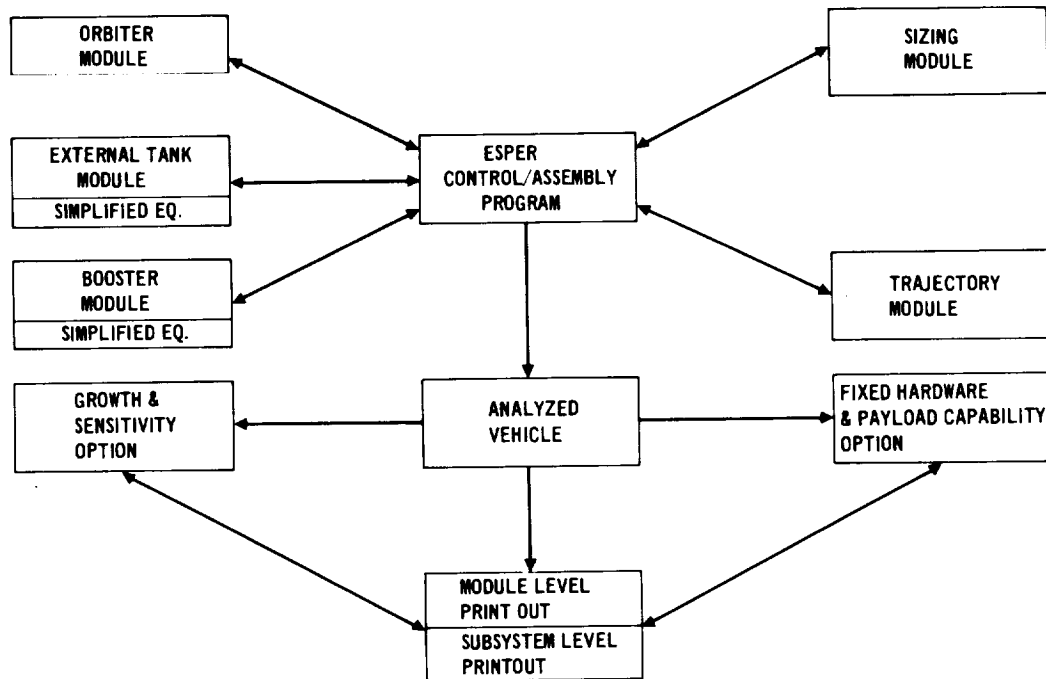 ORBITER
MODULE
SIZING
MODULE
EXTERNAL TANK
MODULE
SIMPLIFIED EQ.
ESPER
CONTROL/ASSEMBLY
PROGRAM
BOOSTER
MODULE
SIMPLIFIED EQ.
TRAJECTORY
MODULE
GROWTH &
SENSITIVITY
OPTION
ANALYZED
VEHICLE
FIXED HARDWARE
& PAYLOAD CAPABILITY
OPTION
MODULE LEVEL
PRINT OUT
SUBSYSTEM LEVEL
PRINTOUT